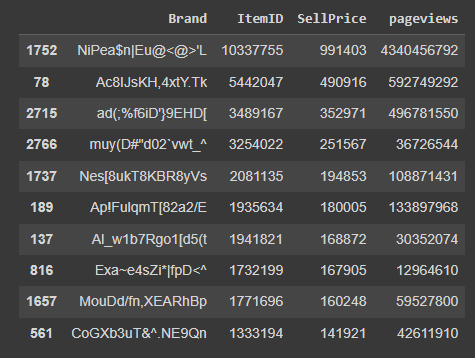 Brand ItemID SellPrice pageviews
1752 NiPea$n|Eu@<@>'L 10337755 991403 4340456792
78 Ac8IJsKH,4xtY.Tk 5442047 490916 592749292
2715 ad(;%f6iD'}9EHD[ 3489167 352971 496781550
2766 muy(D#"d02`vwt_^ 3254022 251567 36726544
1737 Nes[8ukT8KBR8yVs 2081135 194853 108871431
189 Ap!FulqmT[82a2/E 1935634 180005 133897968
137 Al_w1b7Rgo1[d5(t 1941821 168872 30352074
816 Exa~e4sZi*|fpD<^ 1732199 167905 12964610
1657 MouDd/fn,XEARhBp 1771696 160248 59527800
561 CoGXb3uT&^.NE9Qn 1333194 141921 42611910